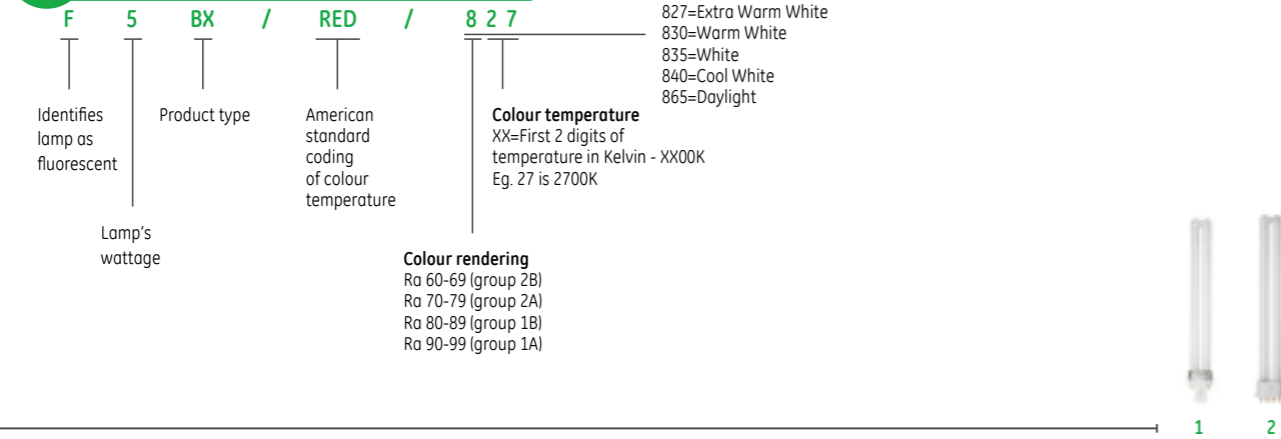 F 5 BX / RED / 8 2 7
827=Extra Warm White
830=Warm White
835=White
840=Cool White
865=Daylight
Identifies
lamp as
fluorescent
Lamp's
wattage
Product type
American
standard
coding
of colour
temperature
Colour temperature
XX=First 2 digits of
temperature in Kelvin - XX00K
Eg. 27 is 2700K
Colour rendering
Ra 60-69 (group 2B)
Ra 70-79 (group 2A)
Ra 80-89 (group 1B)
Ra 90-99 (group 1A)
1 2